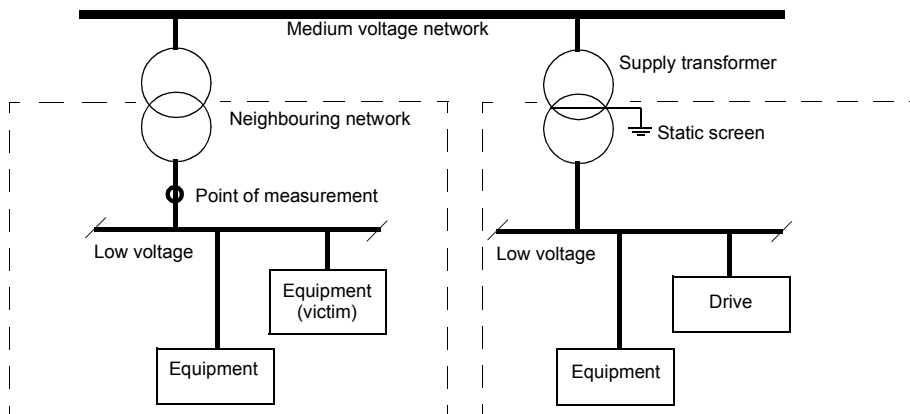 Medium voltage network
Supply transformer
Neighbouring network
Static screen
Point of measurement
Low voltage
Low voltage
Equipment
(victim)
Drive
Equipment
Equipment